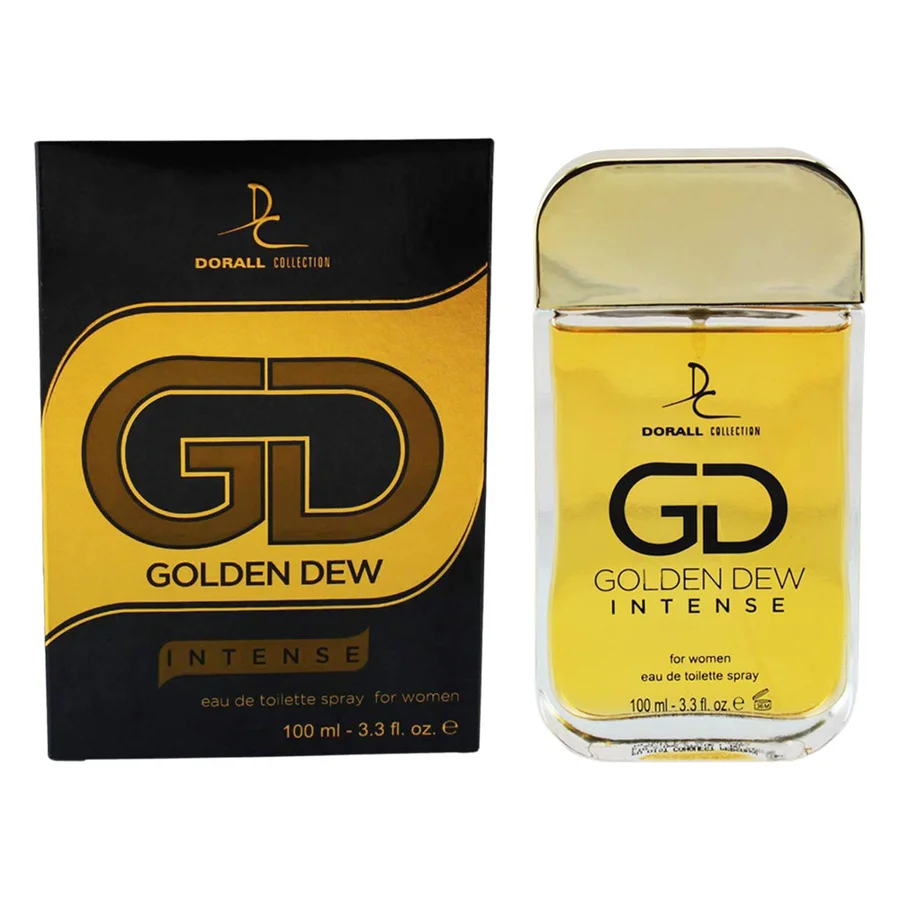 DC
DORALL COLLECTION
GD
GOLDEN DEW
INTENSE
eau de toilette spray for women
100 ml - 3.3 fl. oz. ℮
DC
DORALL COLLECTION
GD
GOLDEN DEW
INTENSE
for women
eau de toilette spray
100 ml - 3.3 fl. oz. ℮ 36M